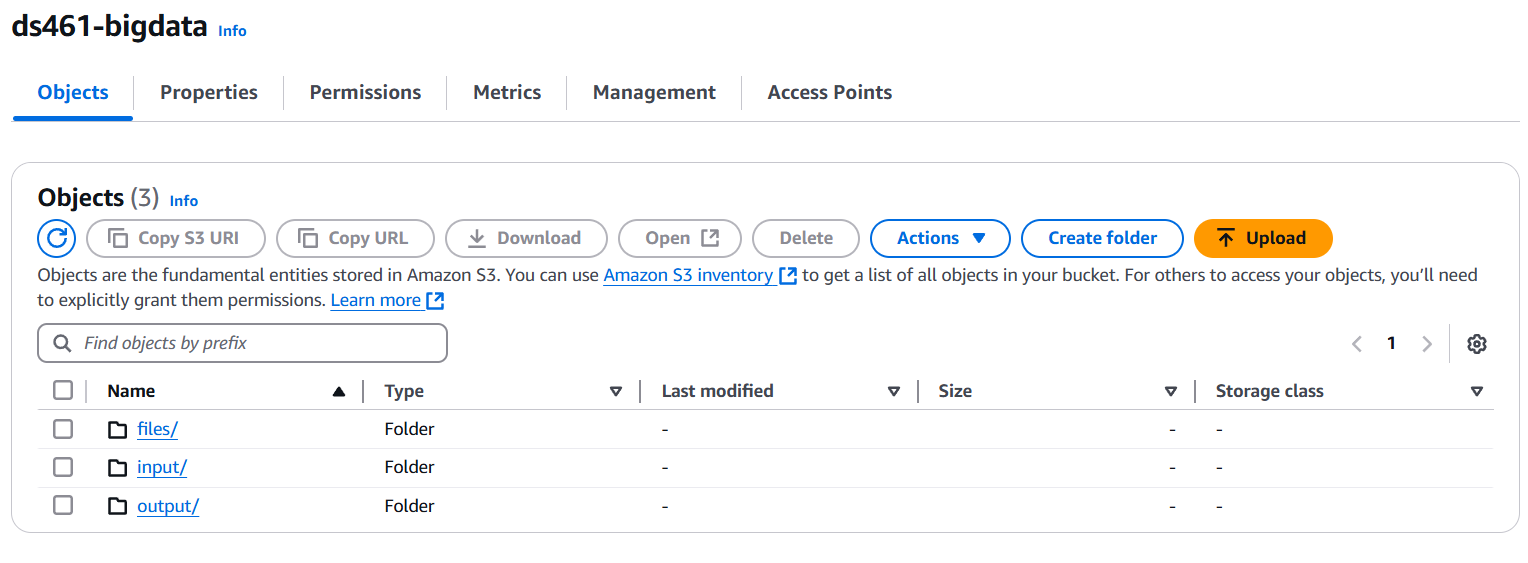 ds461-bigdata Info
Objects Properties Permissions Metrics Management Access Points
Objects (3) Info
Copy S3 URI Copy URL Download Open Delete Actions Create folder Upload
Objects are the fundamental entities stored in Amazon S3. You can use Amazon S3 inventory to get a list of all objects in your bucket. For others to access your objects, you’ll need
to explicitly grant them permissions. Learn more
Find objects by prefix 1
Name Type Last modified Size Storage class
files/ Folder - - -
input/ Folder - - -
output/ Folder - - -